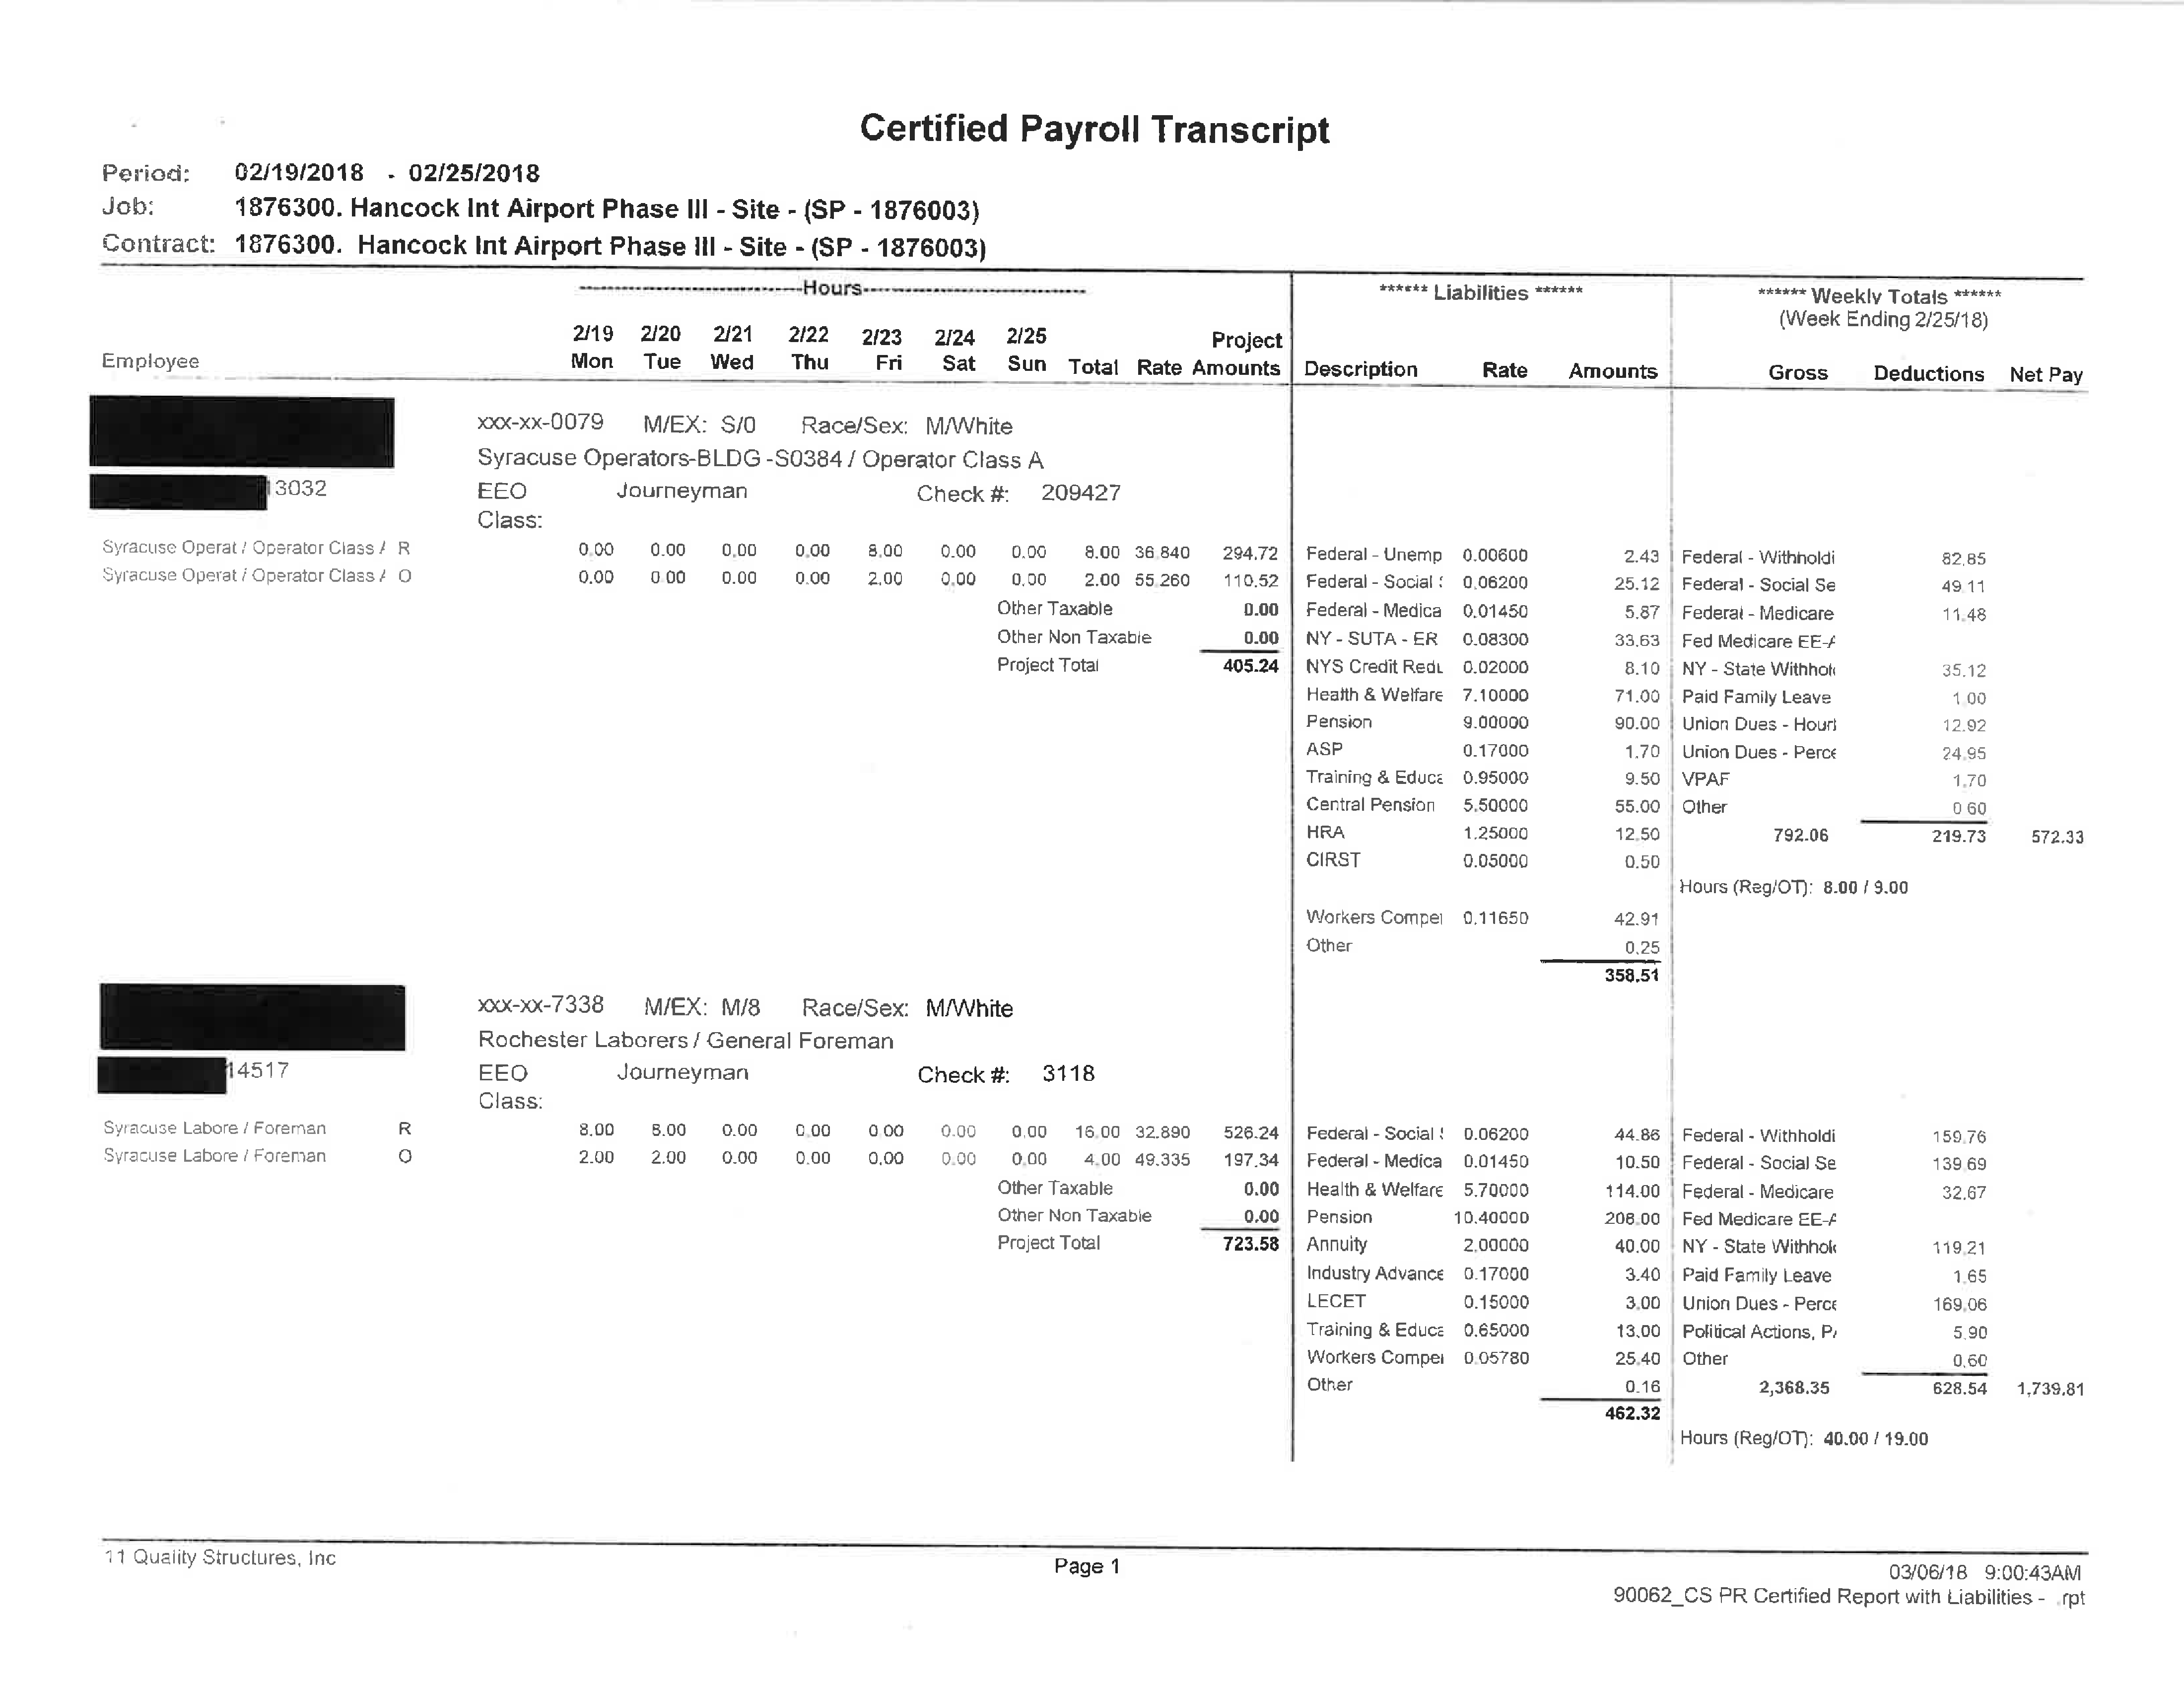 Certified Payroll Transcript
Period: 02/19/2018 - 02/25/2018
Job: 1876300. Hancock Int Airport Phase III - Site - (SP - 1876003)
Contract: 1876300. Hancock Int Airport Phase III - Site - (SP - 1876003)
Hours ****** Liabilities ****** ****** Weekly Totals ******
(Week Ending 2/25/18)
2/19 2/20 2/21 2/22 2/23 2/24 2/25 Project
Employee Mon Tue Wed Thu Fri Sat Sun Total Rate Amounts Description Rate Amounts Gross Deductions Net Pay
xxx-xx-0079 M/EX: S/0 Race/Sex: M/White
Syracuse Operators-BLDG -S0384 / Operator Class A
13032 EEO Journeyman Check #: 209427
Class:
Syracuse Operat / Operator Class / R 0.00 0.00 0.00 0.00 8.00 0.00 0.00 8.00 36.840 294.72 Federal - Unemp 0.00600 2.43 Federal - Withholdi 82.85
Syracuse Operat / Operator Class / O 0.00 0.00 0.00 0.00 2.00 0.00 0.00 2.00 55.260 110.52 Federal - Social 0.06200 25.12 Federal - Social Se 49.11
Other Taxable 0.00 Federal - Medica 0.01450 5.87 Federal - Medicare 11.48
Other Non Taxable 0.00 NY - SUTA - ER 0.08300 33.63 Fed Medicare EE-A
Project Total 405.24 NYS Credit Redu 0.02000 8.10 NY - State Withhol 35.12
Health & Welfare 7.10000 71.00 Paid Family Leave 1.00
Pension 9.00000 90.00 Union Dues - Hourl 12.92
ASP 0.17000 1.70 Union Dues - Perce 24.95
Training & Educa 0.95000 9.50 VPAF 1.70
Central Pension 5.50000 55.00 Other 0.60
HRA 1.25000 12.50 792.06 219.73 572.33
CIRST 0.05000 0.50
Hours (Reg/OT): 8.00 / 9.00
Workers Compe 0.11650 42.91
Other 0.25
358.51
xxx-xx-7338 M/EX: M/8 Race/Sex: M/White
Rochester Laborers / General Foreman
14517 EEO Journeyman Check #: 3118
Class:
Syracuse Labore / Foreman R 8.00 8.00 0.00 0.00 0.00 0.00 0.00 16.00 32.890 526.24 Federal - Social 0.06200 44.86 Federal - Withholdi 159.76
Syracuse Labore / Foreman O 2.00 2.00 0.00 0.00 0.00 0.00 0.00 4.00 49.335 197.34 Federal - Medica 0.01450 10.50 Federal - Social Se 139.69
Other Taxable 0.00 Health & Welfare 5.70000 114.00 Federal - Medicare 32.67
Other Non Taxable 0.00 Pension 10.40000 208.00 Fed Medicare EE-A
Project Total 723.58 Annuity 2.00000 40.00 NY - State Withhol 119.21
Industry Advance 0.17000 3.40 Paid Family Leave 1.65
LECET 0.15000 3.00 Union Dues - Perce 169.06
Training & Educa 0.65000 13.00 Political Actions, P 5.90
Workers Compe 0.05780 25.40 Other 0.60
Other 0.16 2,368.35 628.54 1,739.81
462.32
Hours (Reg/OT): 40.00 / 19.00
11 Quality Structures, Inc Page 1 03/06/18 9:00:43AM
90062_CS PR Certified Report with Liabilities - .rpt